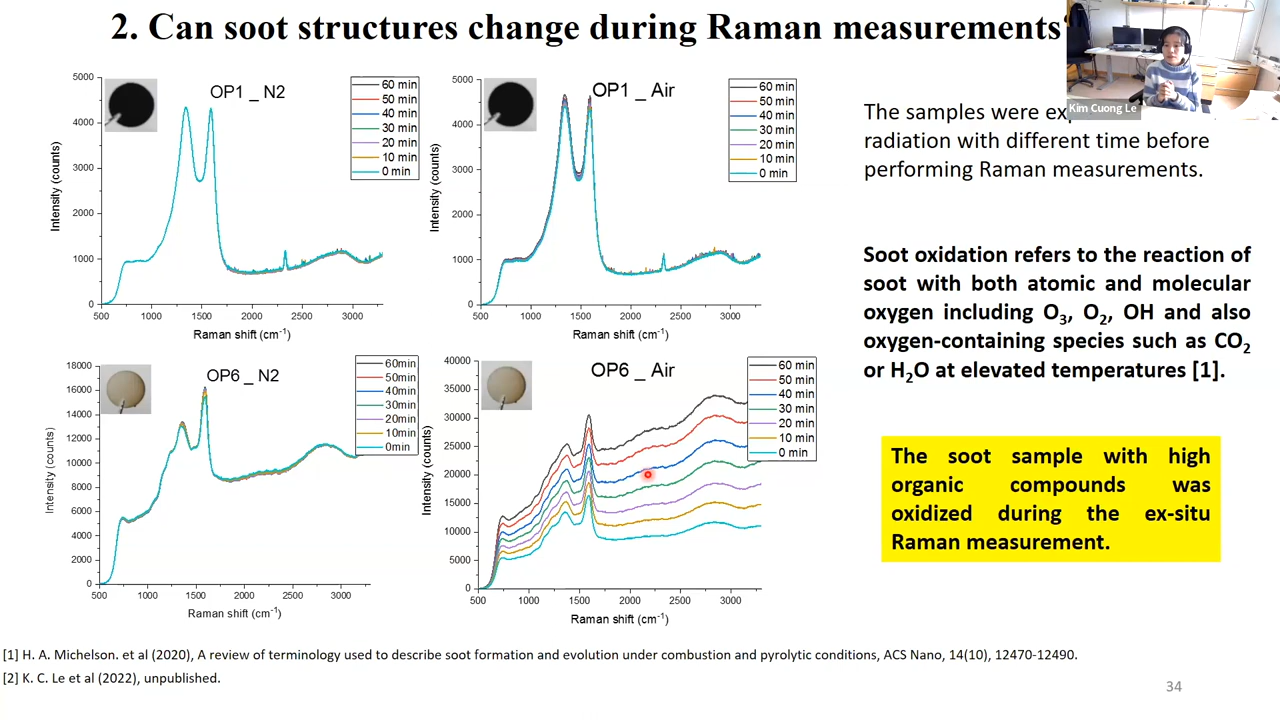 2. Can soot structures change during Raman measurements
Kim Cuong Le
OP1 _ N2
5000
4000
3000
2000
1000
0
Intensity (counts)
500 1000 1500 2000 2500 3000
Raman shift (cm-1)
60 min
50 min
40 min
30 min
20 min
10 min
0 min
OP1 _ Air
5000
4000
3000
2000
1000
0
Intensity (counts)
500 1000 1500 2000 2500 3000
Raman shift (cm-1)
60 min
50 min
40 min
30 min
20 min
10 min
0 min
OP6 _ N2
18000
16000
14000
12000
10000
8000
6000
4000
2000
0
Intensity (counts)
500 1000 1500 2000 2500 3000
Raman shift (cm-1)
60min
50min
40min
30min
20min
10min
0min
OP6 _ Air
40000
35000
30000
25000
20000
15000
10000
5000
0
Intensity (counts)
500 1000 1500 2000 2500 3000
Raman shift (cm-1)
60 min
50 min
40 min
30 min
20 min
10 min
0 min
The samples were
radiation with different time before
performing Raman measurements.
Soot oxidation refers to the reaction of
soot with both atomic and molecular
oxygen including O3, O2, OH and also
oxygen-containing species such as CO2
or H2O at elevated temperatures [1].
The soot sample with high
organic compounds was
oxidized during the ex-situ
Raman measurement.
[1] H. A. Michelson. et al (2020), A review of terminology used to describe soot formation and evolution under combustion and pyrolytic conditions, ACS Nano, 14(10), 12470-12490.
[2] K. C. Le et al (2022), unpublished.
34